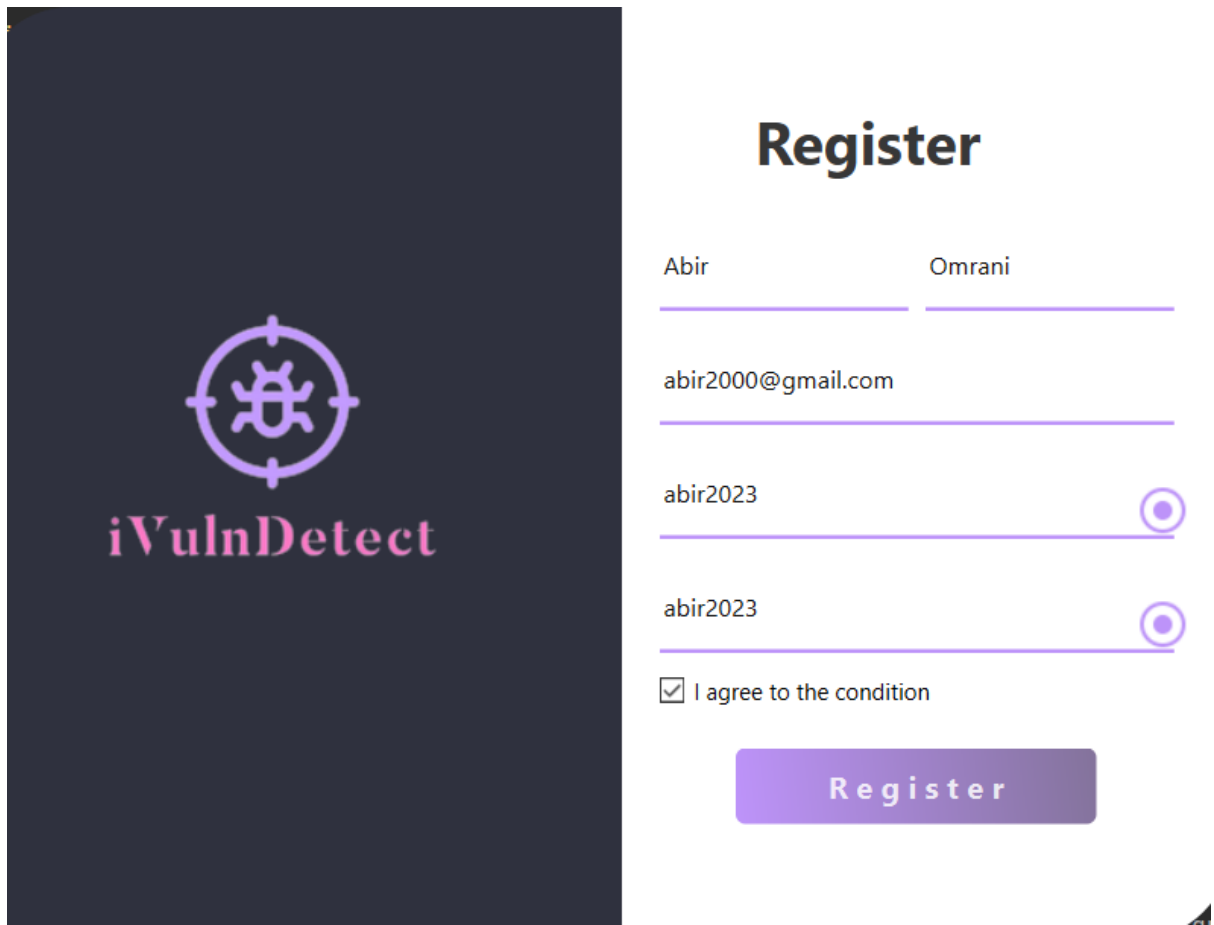 iVulnDetect
Register
Abir Omrani
abir2000@gmail.com
abir2023
abir2023
I agree to the condition
Register